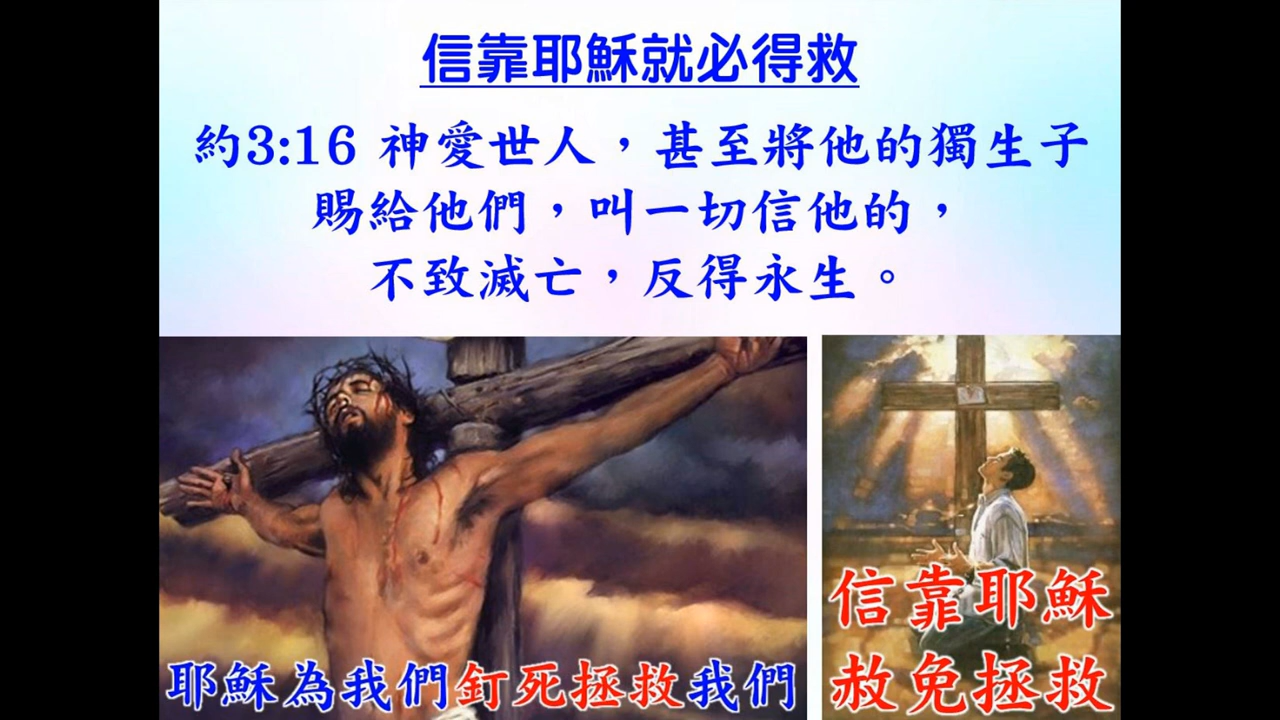 信靠耶穌就必得救
約3:16 神愛世人，甚至將他的獨生子
賜給他們，叫一切信他的，
不致滅亡，反得永生。
耶穌為我們釘死拯救我們
信靠耶穌
赦免拯救